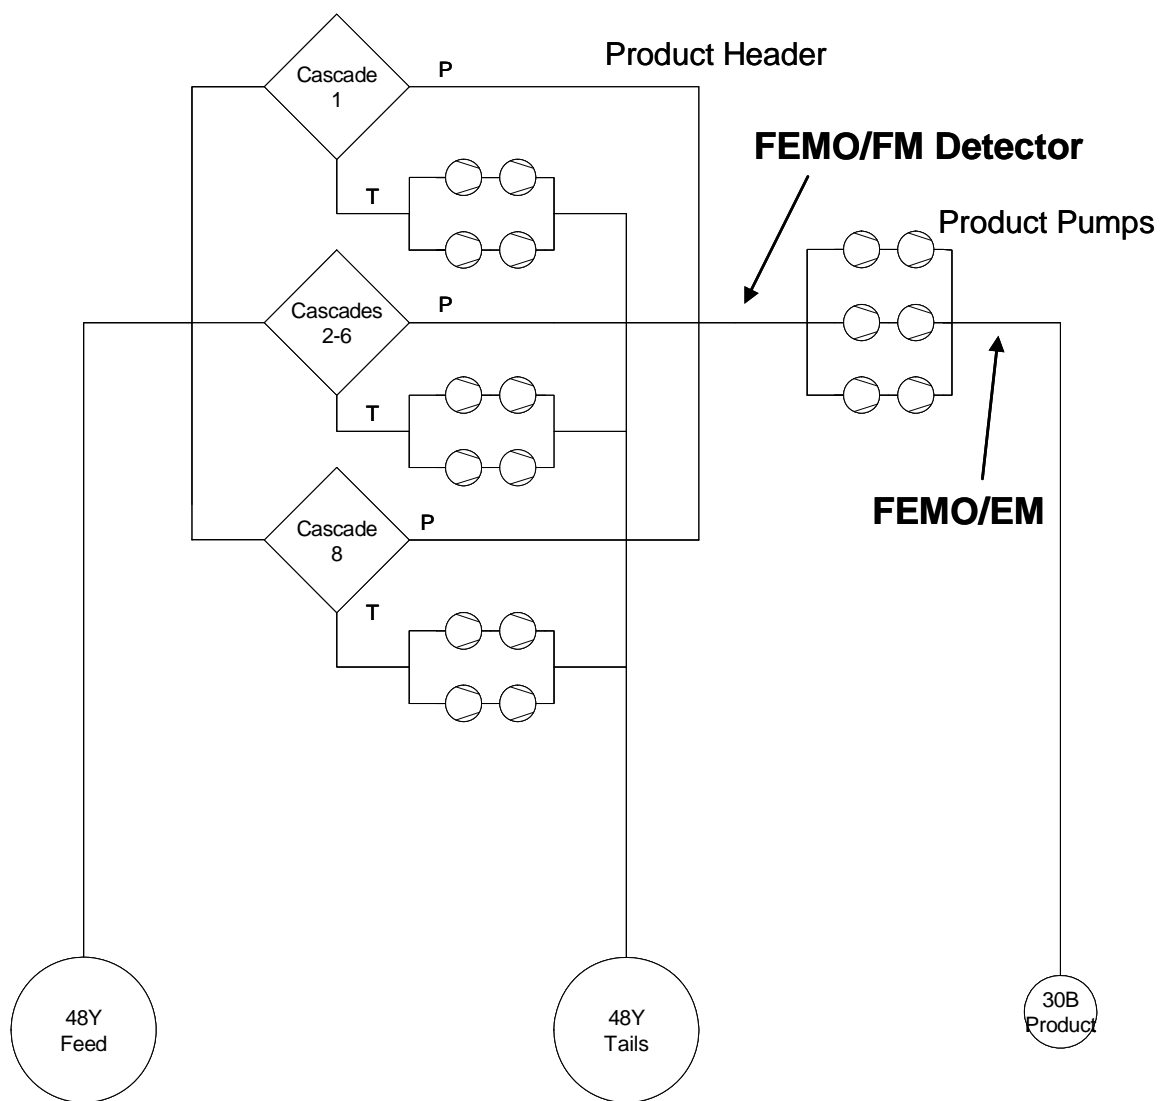 Product Header
Cascade
1
P
FEMO/FM Detector
T
Product Pumps
Cascades
2-6
P
T
FEMO/EM
Cascade
8
P
T
48Y
Feed
48Y
Tails
30B
Product